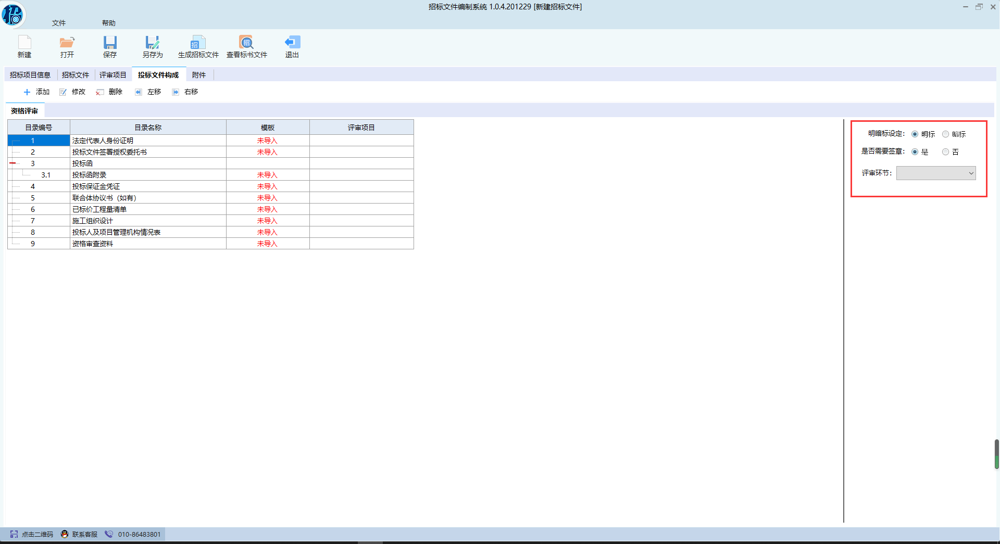 招标文件编制系统 1.0.4.201229 [新建招标文件]
文件 帮助
新建 打开 保存 另存为 生成招标文件 查看标书文件 退出
招标项目信息 招标文件 评审项目 投标文件构成 附件
添加 修改 删除 左移 右移
资格评审
目录编号 目录名称 模板 评审项目
1 法定代表人身份证明 未导入
2 投标文件签署授权委托书 未导入
3 投标函
3.1 投标函附录 未导入
4 投标保证金凭证 未导入
5 联合体协议书（如有） 未导入
6 已标价工程量清单 未导入
7 施工组织设计 未导入
8 投标人及项目管理机构情况表 未导入
9 资格审查资料 未导入
明暗标设定： 明标 暗标
是否需要签章： 是 否
评审环节：
点击二维码 联系客服 010-86483801